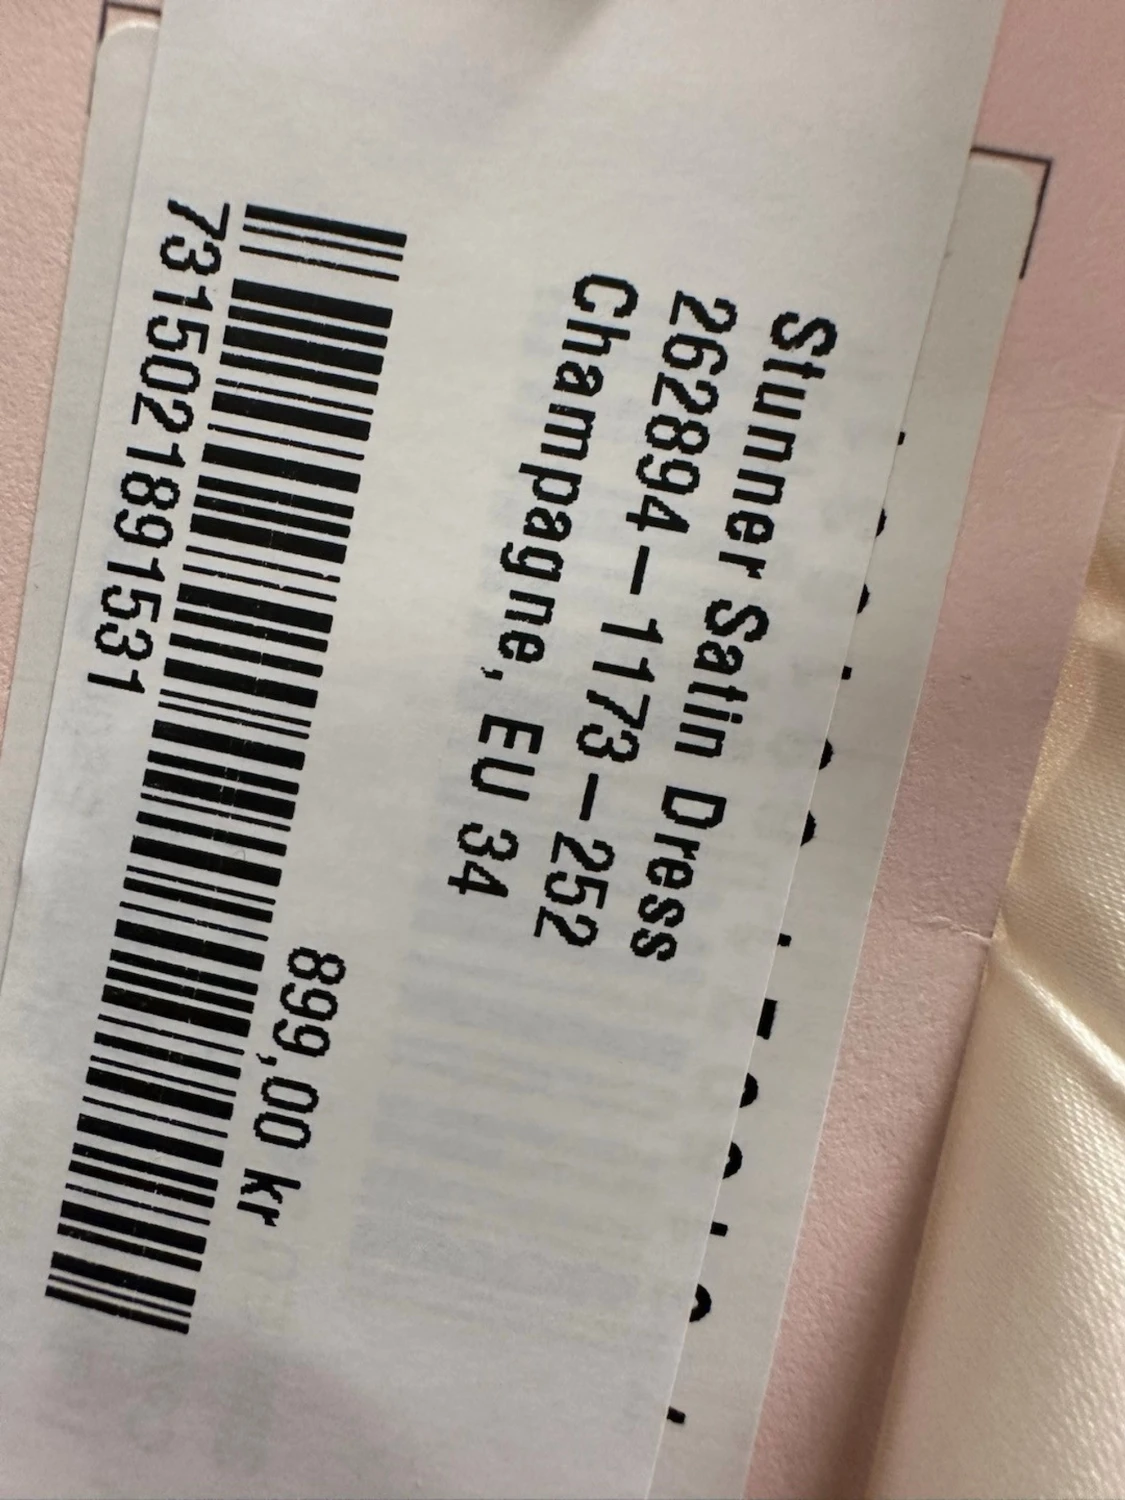 Stunner Satin Dress
262894-1173-252
Champagne, EU 34
899,00 kr
7315021891531